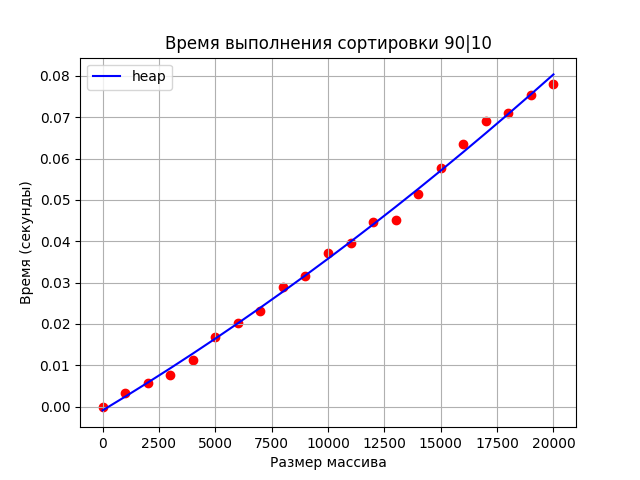 Время выполнения сортировки 90|10
heap
Время (секунды)
0.08
0.07
0.06
0.05
0.04
0.03
0.02
0.01
0.00
0 2500 5000 7500 10000 12500 15000 17500 20000
Размер массива